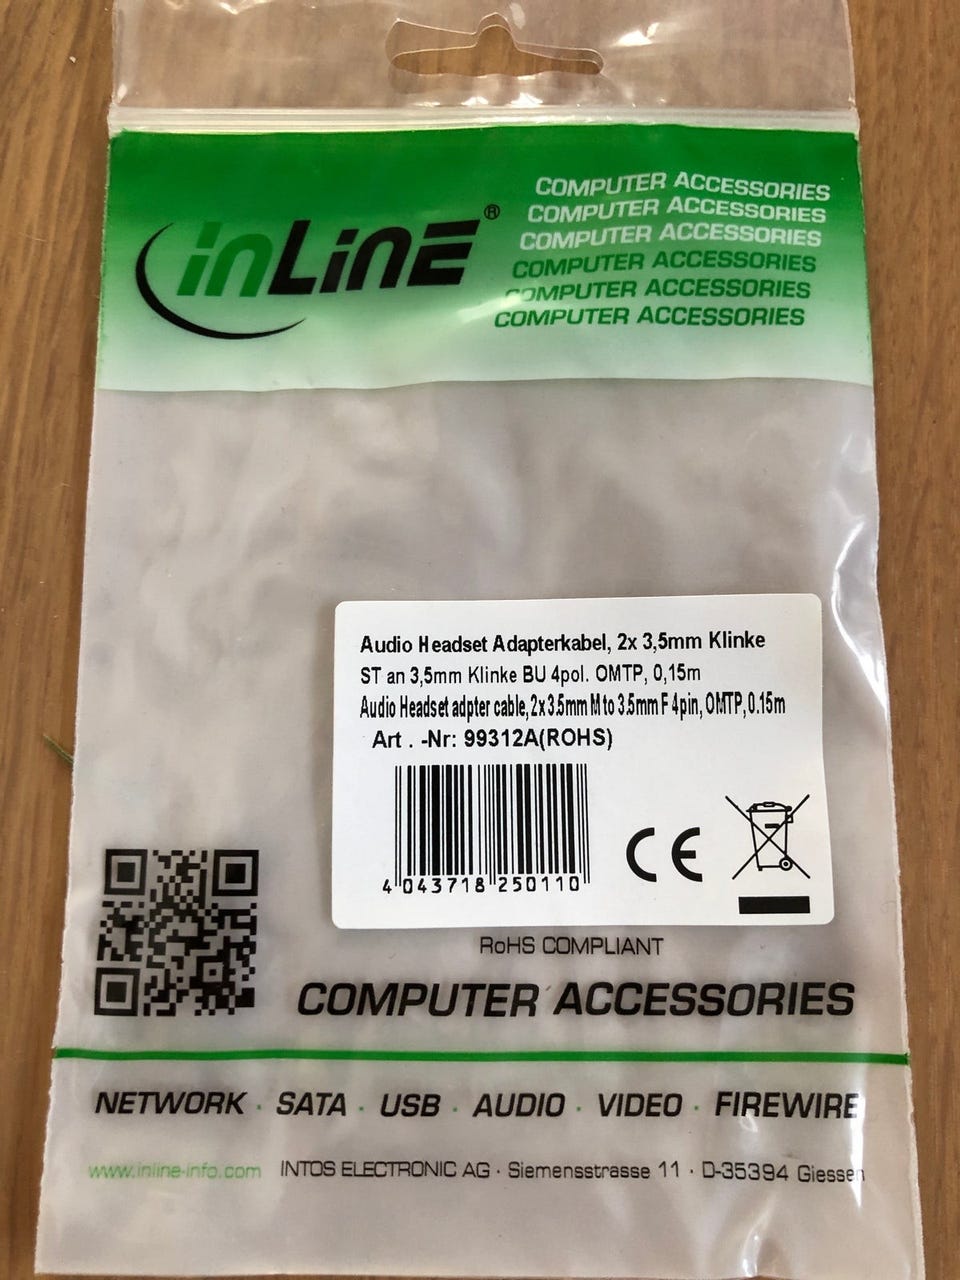 inLine®
COMPUTER ACCESSORIES
COMPUTER ACCESSORIES
COMPUTER ACCESSORIES
COMPUTER ACCESSORIES
COMPUTER ACCESSORIES
COMPUTER ACCESSORIES
Audio Headset Adapterkabel, 2x 3,5mm Klinke
ST an 3,5mm Klinke BU 4pol. OMTP, 0,15m
Audio Headset adpter cable, 2x 3.5mm M to 3.5mm F 4pin, OMTP, 0.15m
Art . -Nr: 99312A(ROHS)
4 043718 250110
CE
RoHS COMPLIANT
COMPUTER ACCESSORIES
NETWORK · SATA · USB · AUDIO · VIDEO · FIREWIRE
www.inline-info.com INTOS ELECTRONIC AG · Siemensstrasse 11 · D-35394 Giessen